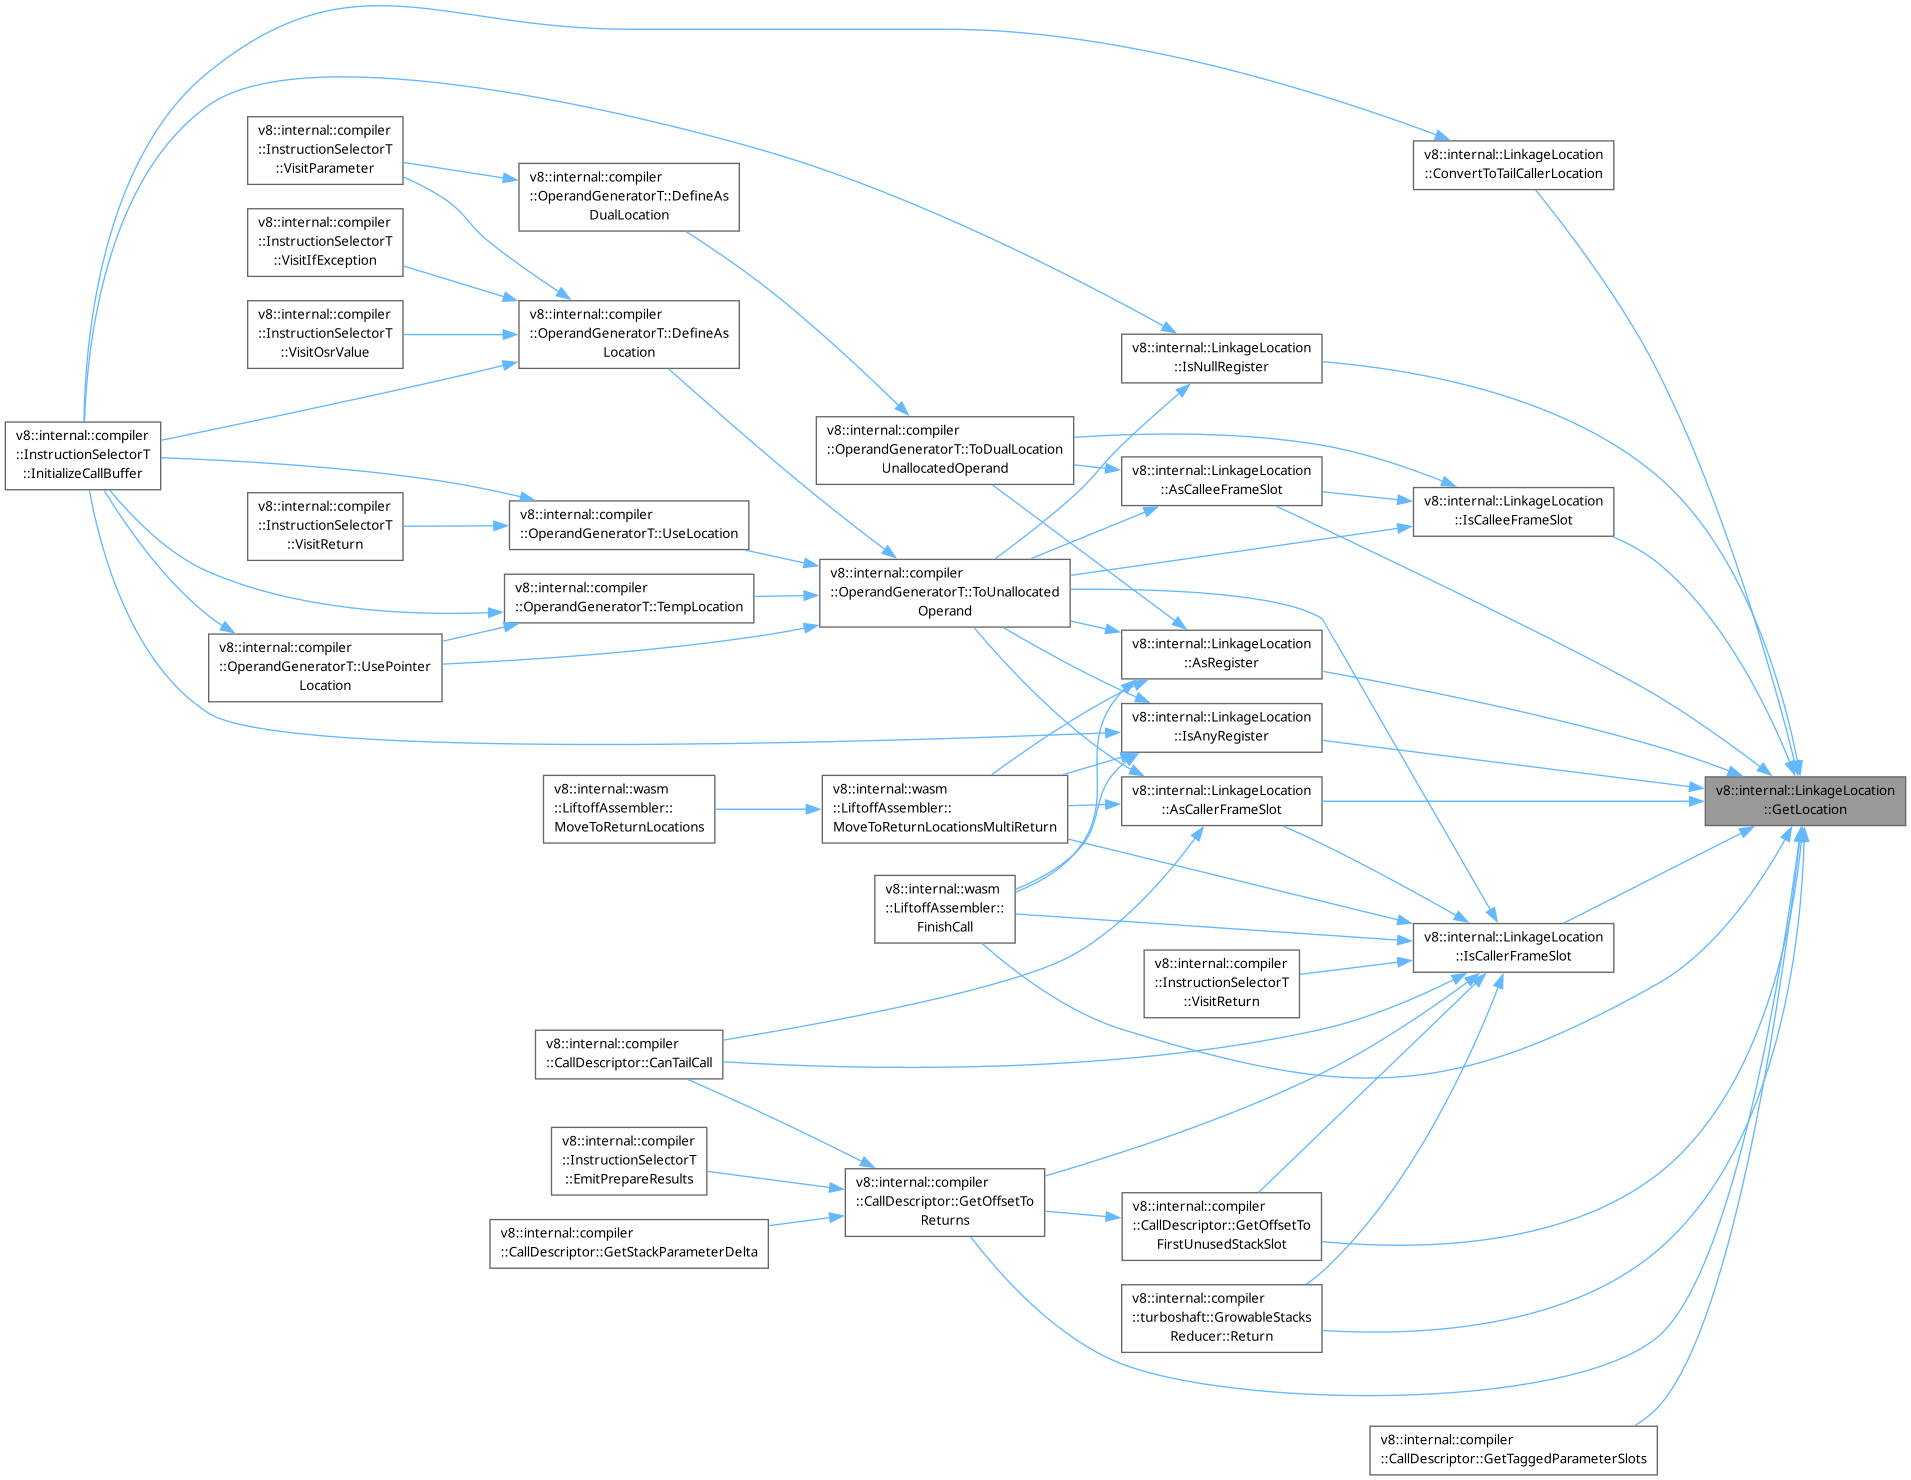 v8::internal::compiler
::InstructionSelectorT
::VisitParameter
v8::internal::LinkageLocation
::ConvertToTailCallerLocation
v8::internal::compiler
::OperandGeneratorT::DefineAs
DualLocation
v8::internal::compiler
::InstructionSelectorT
::VisitIfException
v8::internal::compiler
::InstructionSelectorT
::VisitOsrValue
v8::internal::compiler
::OperandGeneratorT::DefineAs
Location
v8::internal::LinkageLocation
::IsNullRegister
v8::internal::compiler
::InstructionSelectorT
::InitializeCallBuffer
v8::internal::compiler
::OperandGeneratorT::ToDualLocation
UnallocatedOperand
v8::internal::LinkageLocation
::AsCalleeFrameSlot
v8::internal::LinkageLocation
::IsCalleeFrameSlot
v8::internal::compiler
::InstructionSelectorT
::VisitReturn
v8::internal::compiler
::OperandGeneratorT::UseLocation
v8::internal::compiler
::OperandGeneratorT::ToUnallocated
Operand
v8::internal::compiler
::OperandGeneratorT::TempLocation
v8::internal::compiler
::OperandGeneratorT::UsePointer
Location
v8::internal::LinkageLocation
::AsRegister
v8::internal::LinkageLocation
::IsAnyRegister
v8::internal::wasm
::LiftoffAssembler::
MoveToReturnLocations
v8::internal::wasm
::LiftoffAssembler::
MoveToReturnLocationsMultiReturn
v8::internal::LinkageLocation
::AsCallerFrameSlot
v8::internal::LinkageLocation
::GetLocation
v8::internal::wasm
::LiftoffAssembler::
FinishCall
v8::internal::LinkageLocation
::IsCallerFrameSlot
v8::internal::compiler
::InstructionSelectorT
::VisitReturn
v8::internal::compiler
::CallDescriptor::CanTailCall
v8::internal::compiler
::InstructionSelectorT
::EmitPrepareResults
v8::internal::compiler
::CallDescriptor::GetOffsetTo
Returns
v8::internal::compiler
::CallDescriptor::GetOffsetTo
FirstUnusedStackSlot
v8::internal::compiler
::CallDescriptor::GetStackParameterDelta
v8::internal::compiler
::turboshaft::GrowableStacks
Reducer::Return
v8::internal::compiler
::CallDescriptor::GetTaggedParameterSlots